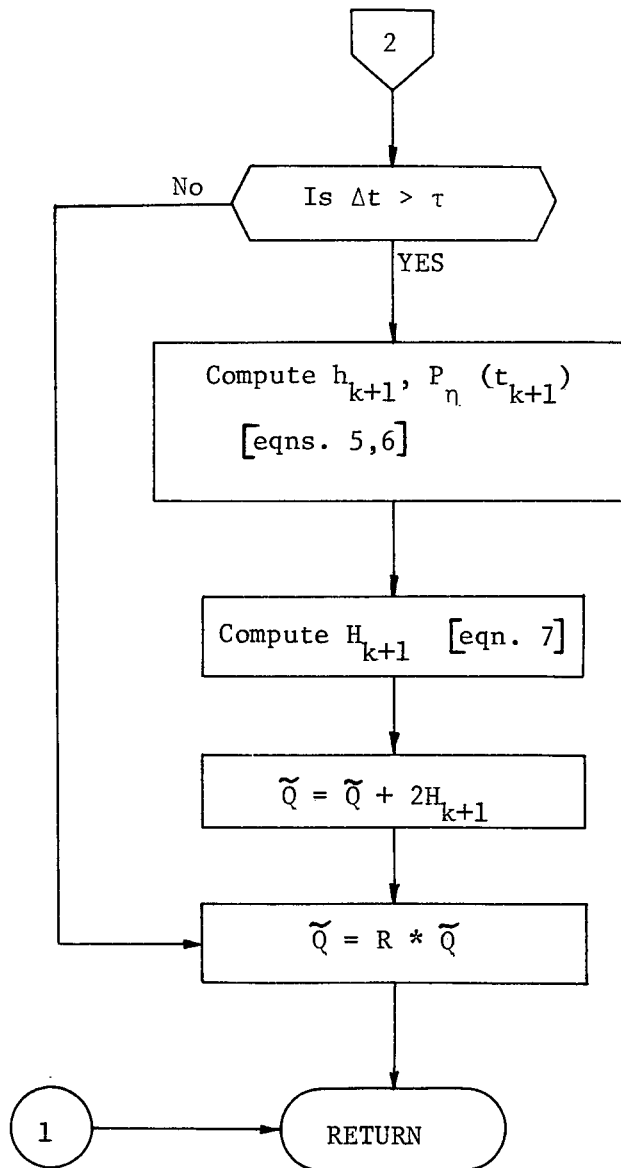 2
No
Is Δt > τ
YES
Compute h_{k+1}, P_η (t_{k+1})
[eqns. 5,6]
Compute H_{k+1} [eqn. 7]
Q̃ = Q̃ + 2H_{k+1}
Q̃ = R * Q̃
1
RETURN